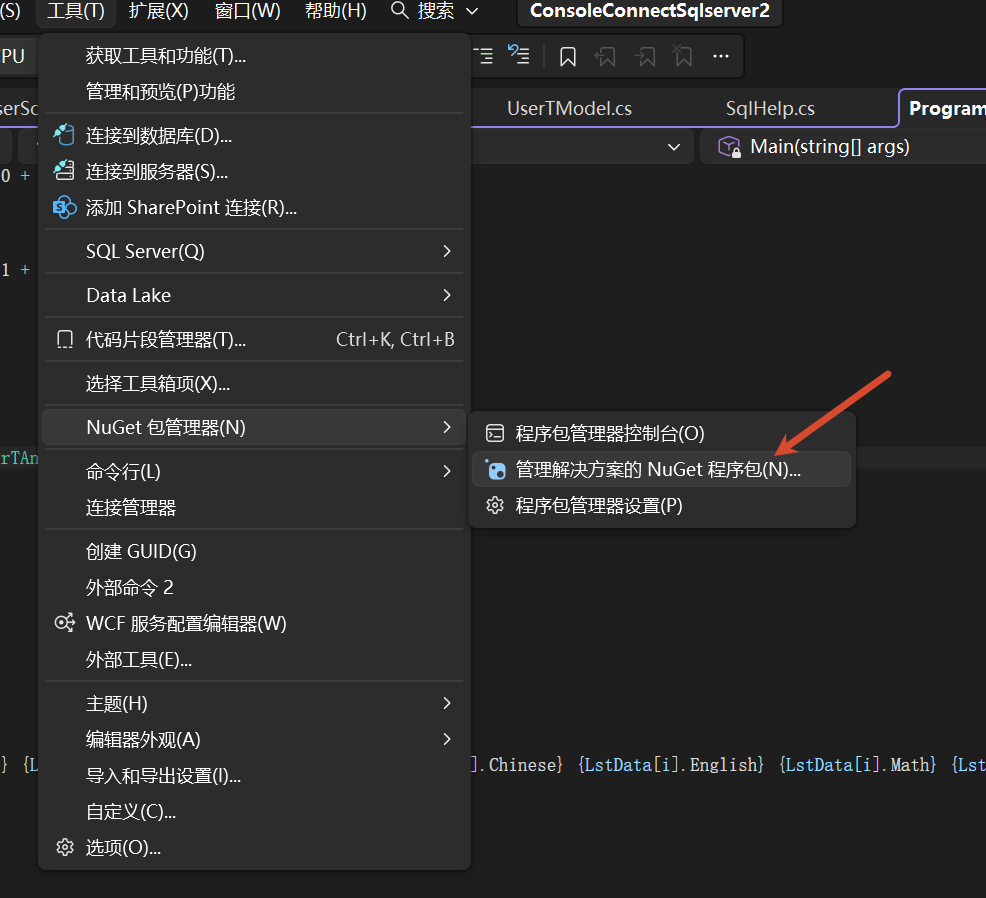 (S) 工具(T) 扩展(X) 窗口(W) 帮助(H) 搜索 ConsoleConnectSqlserver2
PU
serSc UserTModel.cs SqlHelp.cs Program
Main(string[] args)
0 +
1 +
获取工具和功能(T)...
管理和预览(P)功能
连接到数据库(D)...
连接到服务器(S)...
添加 SharePoint 连接(R)...
SQL Server(Q)
Data Lake
代码片段管理器(T)... Ctrl+K, Ctrl+B
选择工具箱项(X)...
NuGet 包管理器(N)
程序包管理器控制台(O)
管理解决方案的 NuGet 程序包(N)...
程序包管理器设置(P)
rTAn
命令行(L)
连接管理器
创建 GUID(G)
外部命令 2
WCF 服务配置编辑器(W)
外部工具(E)...
主题(H)
编辑器外观(A)
} {L ].Chinese} {LstData[i].English} {LstData[i].Math} {Lst
导入和导出设置(I)...
自定义(C)...
选项(O)...